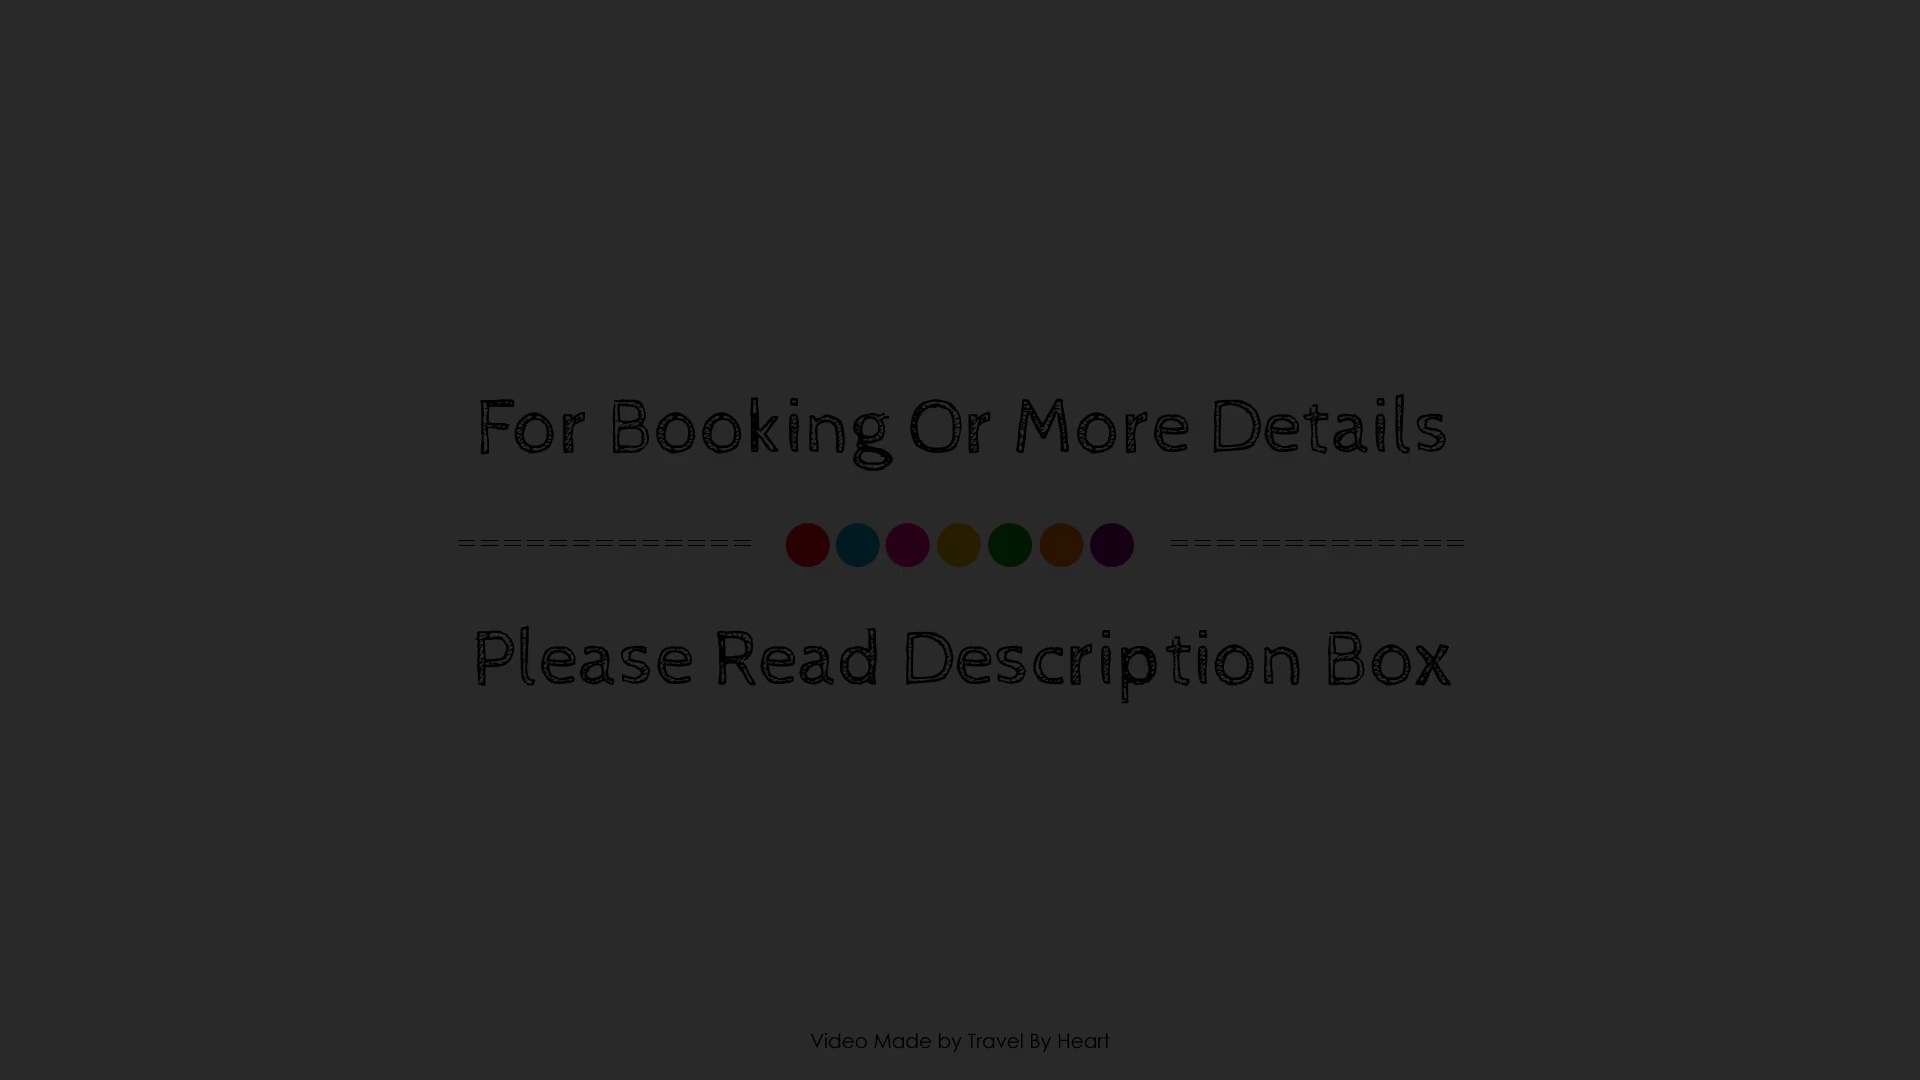 For Booking Or More Details
============= =============
Please Read Description Box
Video Made by Travel By Heart